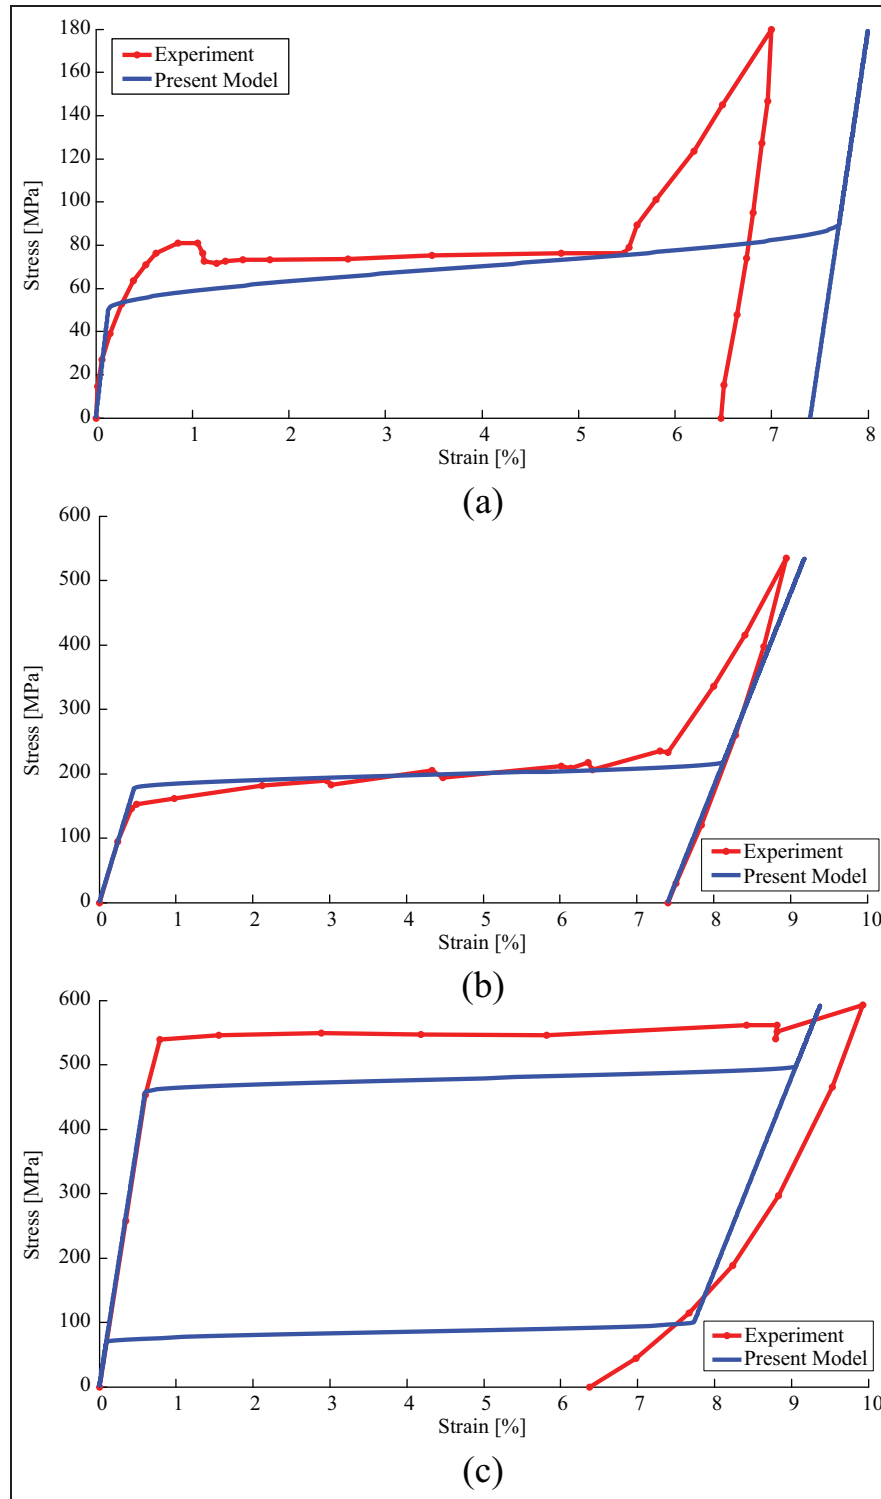 180
160
140
120
100
80
60
40
20
0
Stress [MPa]
Experiment
Present Model
0 1 2 3 4 5 6 7 8
Strain [%]
(a)
600
500
400
300
200
100
0
Stress [MPa]
Experiment
Present Model
0 1 2 3 4 5 6 7 8 9 10
Strain [%]
(b)
600
500
400
300
200
100
0
Stress [MPa]
Experiment
Present Model
0 1 2 3 4 5 6 7 8 9 10
Strain [%]
(c)